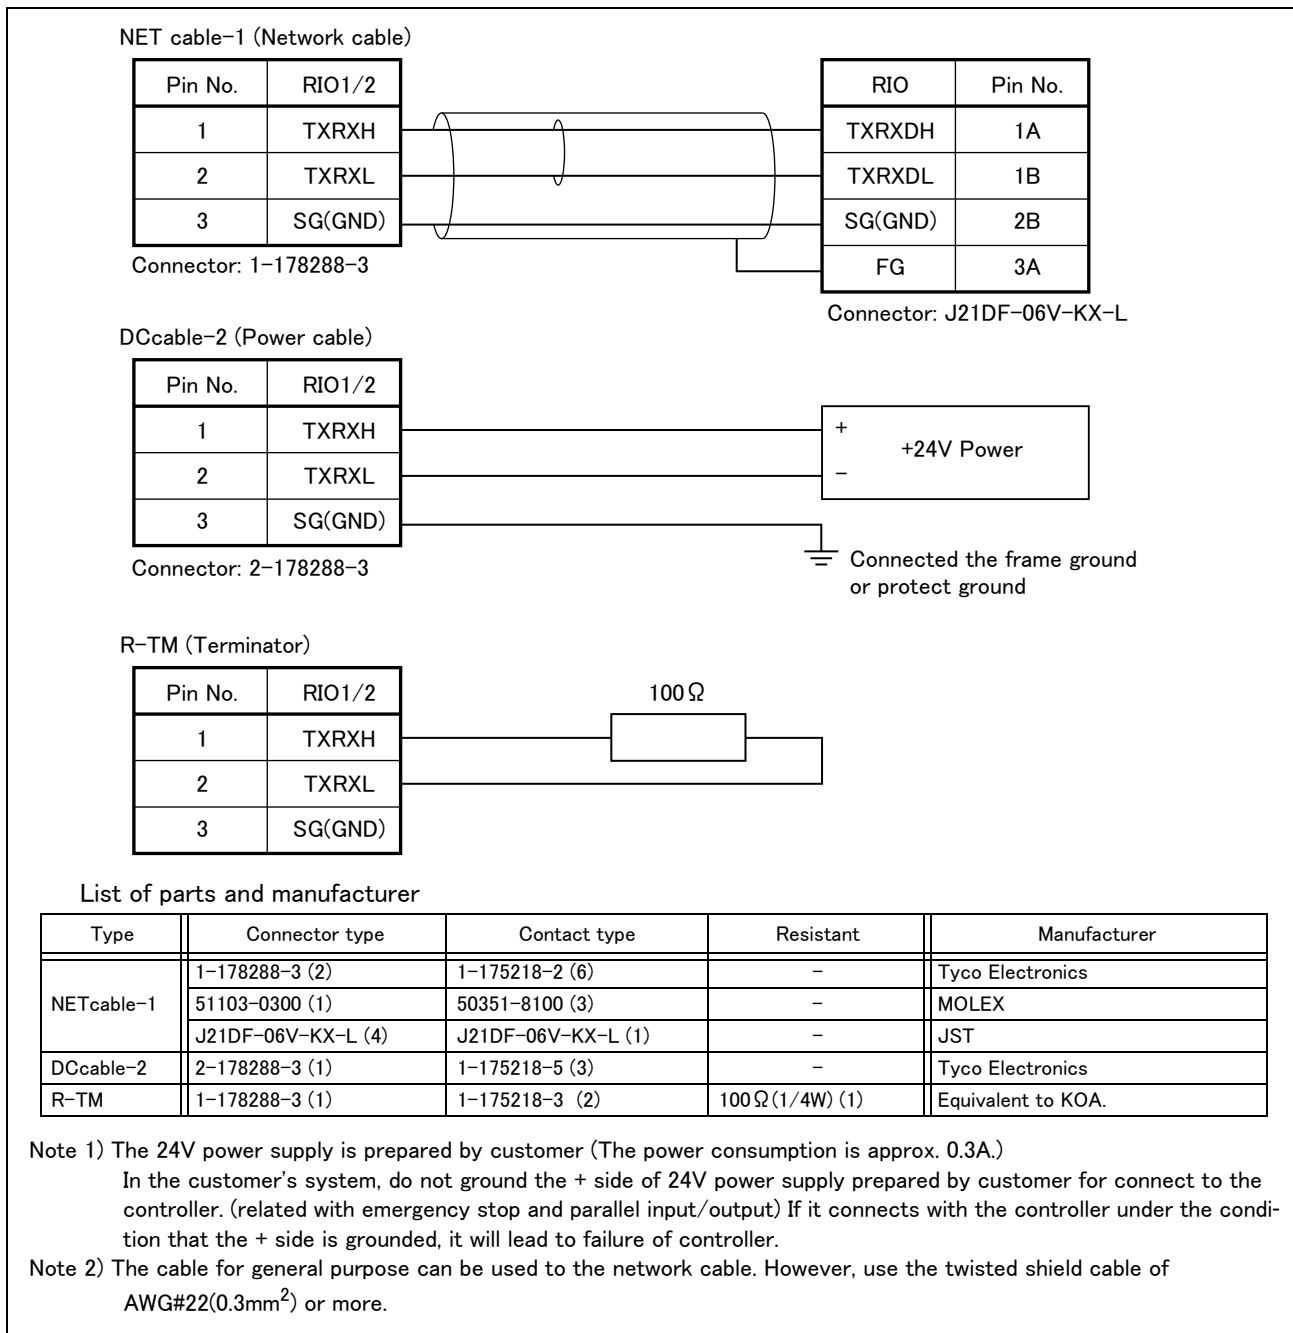 NET cable-1 (Network cable)
Pin No. RIO1/2
1 TXRXH
2 TXRXL
3 SG(GND)
Connector: 1-178288-3
RIO Pin No.
TXRXDH 1A
TXRXDL 1B
SG(GND) 2B
FG 3A
Connector: J21DF-06V-KX-L
DCcable-2 (Power cable)
Pin No. RIO1/2
1 TXRXH
2 TXRXL
3 SG(GND)
Connector: 2-178288-3
+
+24V Power
−
Connected the frame ground
or protect ground
R-TM (Terminator)
Pin No. RIO1/2
1 TXRXH
2 TXRXL
3 SG(GND)
100Ω
List of parts and manufacturer
Type Connector type Contact type Resistant Manufacturer
NETcable-1 1-178288-3 (2) 1-175218-2 (6) - Tyco Electronics
51103-0300 (1) 50351-8100 (3) - MOLEX
J21DF-06V-KX-L (4) J21DF-06V-KX-L (1) - JST
DCcable-2 2-178288-3 (1) 1-175218-5 (3) - Tyco Electronics
R-TM 1-178288-3 (1) 1-175218-3 (2) 100Ω(1/4W) (1) Equivalent to KOA.
Note 1) The 24V power supply is prepared by customer (The power consumption is approx. 0.3A.)
In the customer's system, do not ground the + side of 24V power supply prepared by customer for connect to the
controller. (related with emergency stop and parallel input/output) If it connects with the controller under the condi-
tion that the + side is grounded, it will lead to failure of controller.
Note 2) The cable for general purpose can be used to the network cable. However, use the twisted shield cable of
AWG#22(0.3mm²) or more.